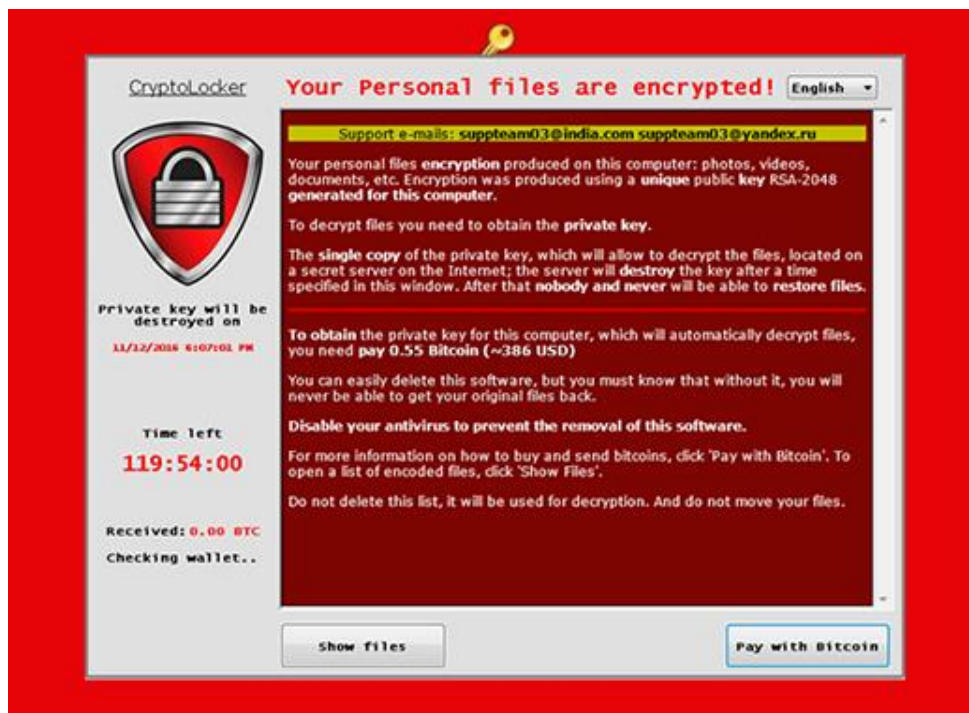 CryptoLocker
Your Personal files are encrypted!
English
Support e-mails: suppteam03@india.com suppteam03@yandex.ru
Your personal files encryption produced on this computer: photos, videos,
documents, etc. Encryption was produced using a unique public key RSA-2048
generated for this computer.
To decrypt files you need to obtain the private key.
The single copy of the private key, which will allow to decrypt the files, located on
a secret server on the Internet; the server will destroy the key after a time
specified in this window. After that nobody and never will be able to restore files.
To obtain the private key for this computer, which will automatically decrypt files,
you need pay 0.55 Bitcoin (~386 USD)
You can easily delete this software, but you must know that without it, you will
never be able to get your original files back.
Disable your antivirus to prevent the removal of this software.
For more information on how to buy and send bitcoins, click 'Pay with Bitcoin'. To
open a list of encoded files, click 'Show Files'.
Do not delete this list, it will be used for decryption. And do not move your files.
Private key will be
destroyed on
11/12/2016 6:07:01 PM
Time left
119:54:00
Received: 0.00 BTC
Checking wallet..
Show files
Pay with Bitcoin